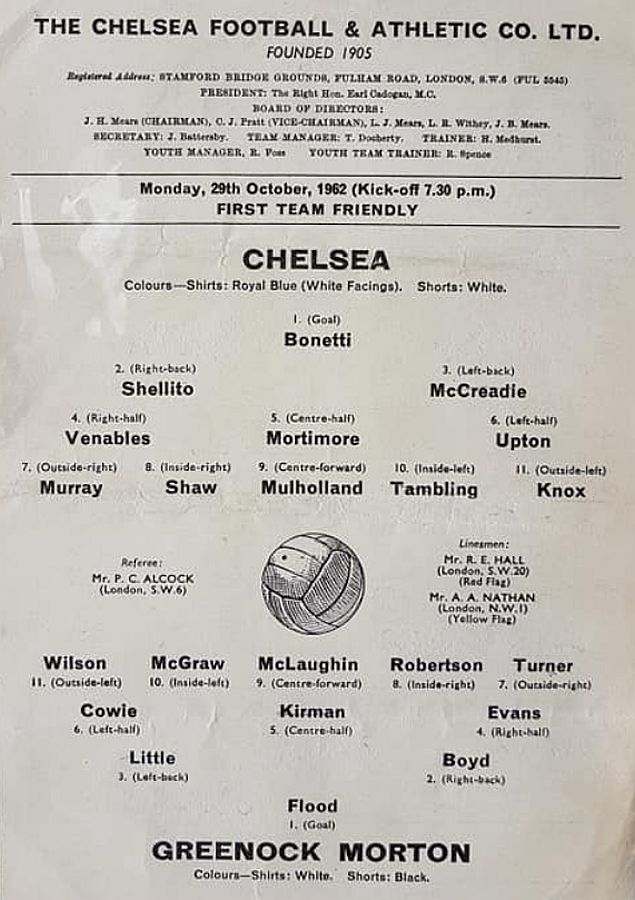 THE CHELSEA FOOTBALL & ATHLETIC CO. LTD.
FOUNDED 1905
Registered Address: STAMFORD BRIDGE GROUNDS, FULHAM ROAD, LONDON, S.W.6 (FUL 5545)
PRESIDENT: The Right Hon. Earl Cadogan, M.C.
BOARD OF DIRECTORS:
J. H. Mears (CHAIRMAN), C. J. Pratt (VICE-CHAIRMAN), L. J. Mears, L. R. Withey, J. B. Mears.
SECRETARY: J. Battersby. TEAM MANAGER: T. Docherty. TRAINER: H. Medhurst.
YOUTH MANAGER, R. Foss YOUTH TEAM TRAINER: R. Spence
Monday, 29th October, 1962 (Kick-off 7.30 p.m.)
FIRST TEAM FRIENDLY
CHELSEA
Colours—Shirts: Royal Blue (White Facings). Shorts: White.
1. (Goal)
Bonetti
2. (Right-back) 3. (Left-back)
Shellito McCreadie
4. (Right-half) 5. (Centre-half) 6. (Left-half)
Venables Mortimore Upton
7. (Outside-right) 8. (Inside-right) 9. (Centre-forward) 10. (Inside-left) 11. (Outside-left)
Murray Shaw Mulholland Tambling Knox
Referee:
Mr. P. C. ALCOCK
(London, S.W.6)
Linesmen:
Mr. R. E. HALL
(London, S.W.20)
(Red Flag)
Mr. A. A. NATHAN
(London, N.W.1)
(Yellow Flag)
Wilson McGraw McLaughin Robertson Turner
11. (Outside-left) 10. (Inside-left) 9. (Centre-forward) 8. (Inside-right) 7. (Outside-right)
Cowie Kirman Evans
6. (Left-half) 5. (Centre-half) 4. (Right-half)
Little Boyd
3. (Left-back) 2. (Right-back)
Flood
1. (Goal)
GREENOCK MORTON
Colours—Shirts: White. Shorts: Black.